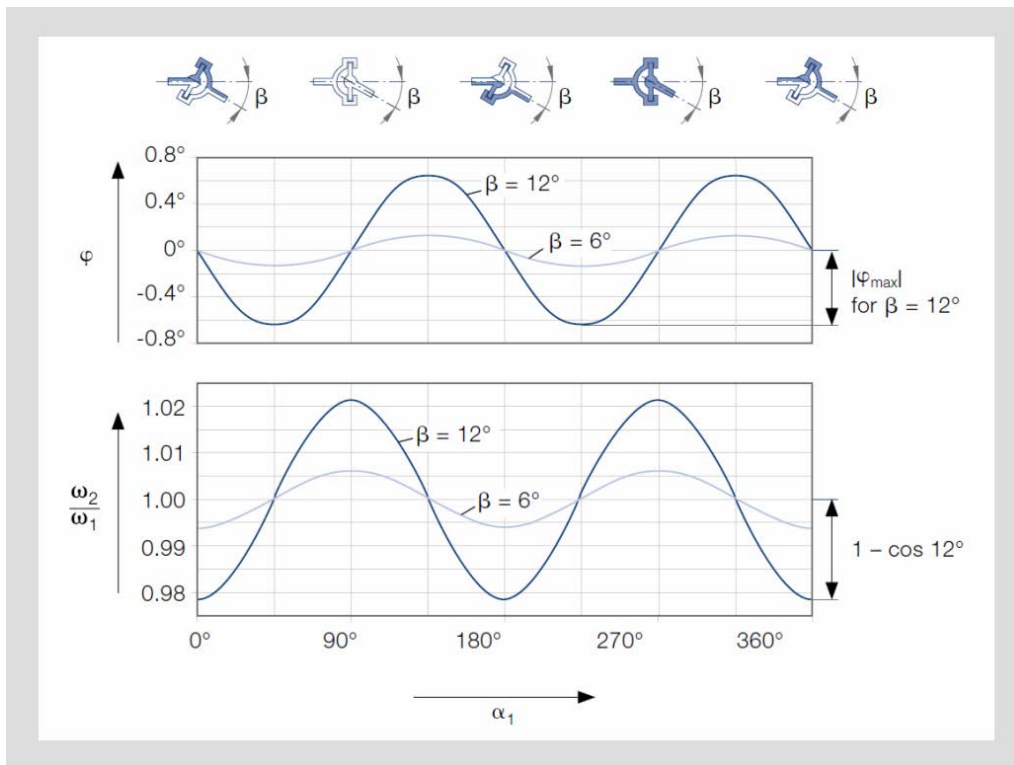 β β β β β
0.8°
0.4°
0°
-0.4°
-0.8°
φ
β = 12°
β = 6°
|φmax|
for β = 12°
1.02
1.01
1.00
0.99
0.98
ω2
ω1
β = 12°
β = 6°
1 – cos 12°
0° 90° 180° 270° 360°
α1